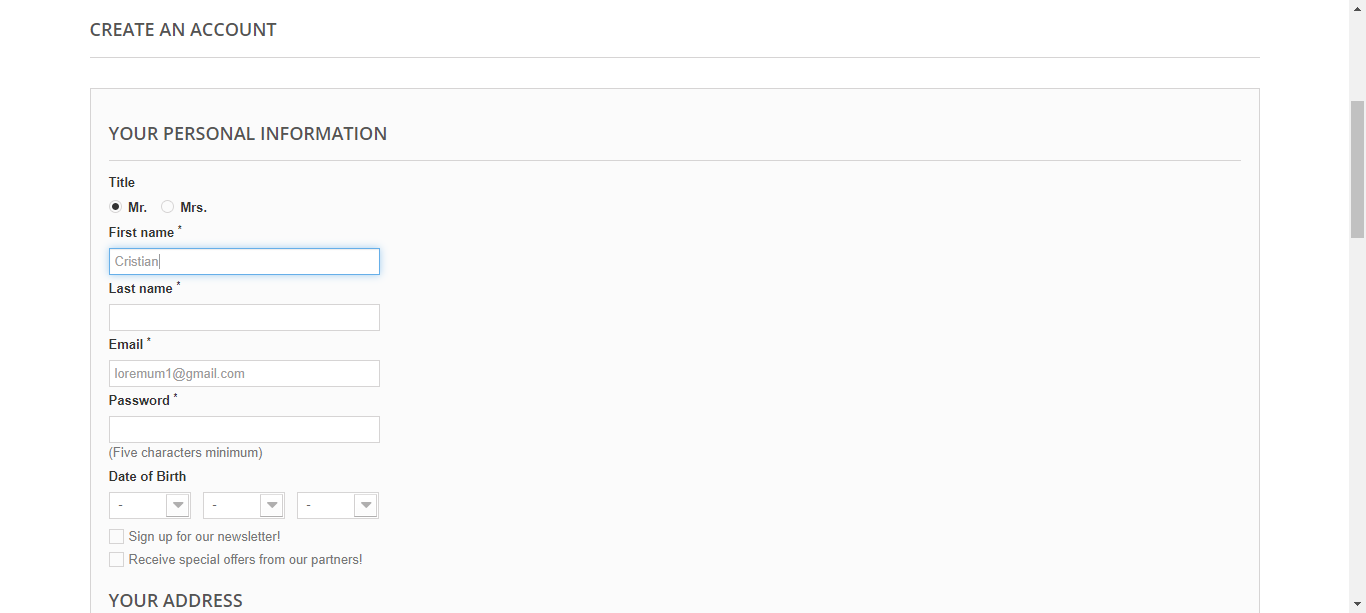 CREATE AN ACCOUNT
YOUR PERSONAL INFORMATION
Title
Mr. Mrs.
First name *
Cristian
Last name *
Email *
loremum1@gmail.com
Password *
(Five characters minimum)
Date of Birth
- - -
Sign up for our newsletter!
Receive special offers from our partners!
YOUR ADDRESS